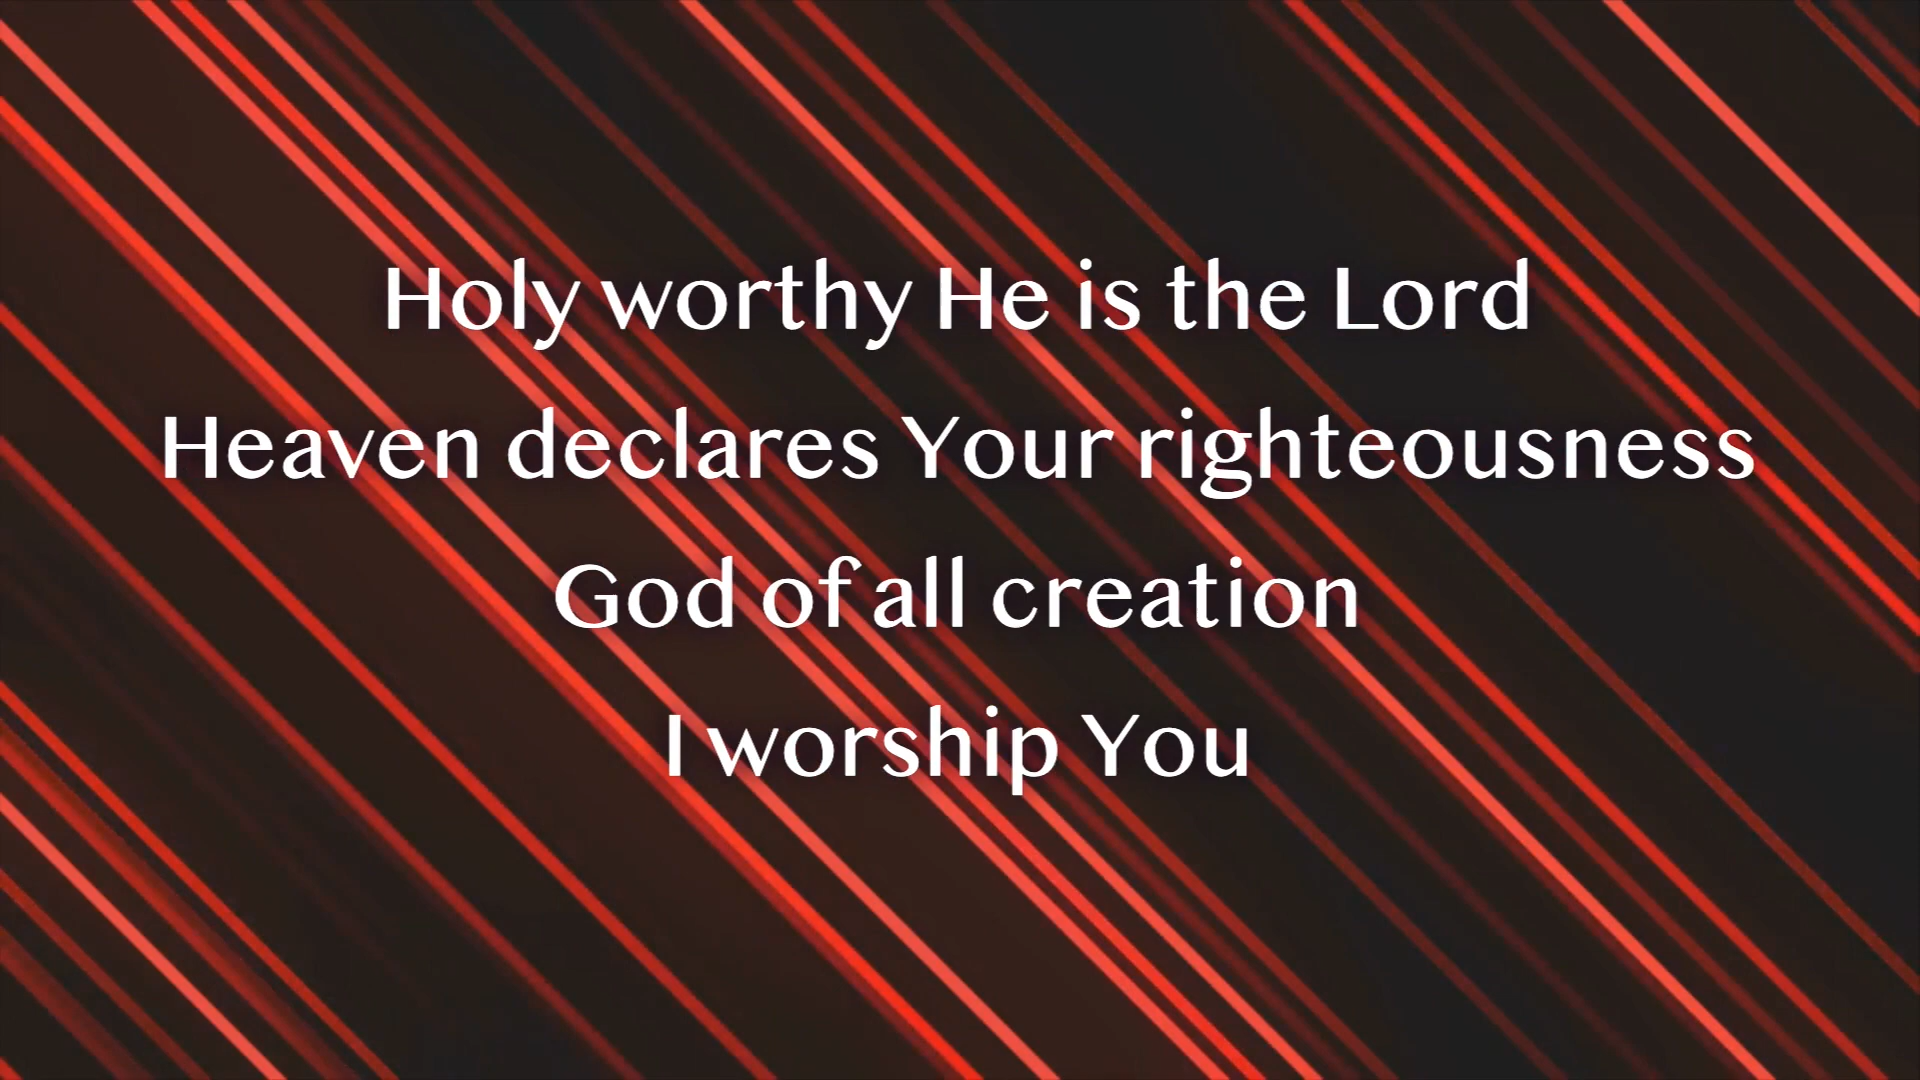 Holy worthy He is the Lord
Heaven declares Your righteousness
God of all creation
I worship You